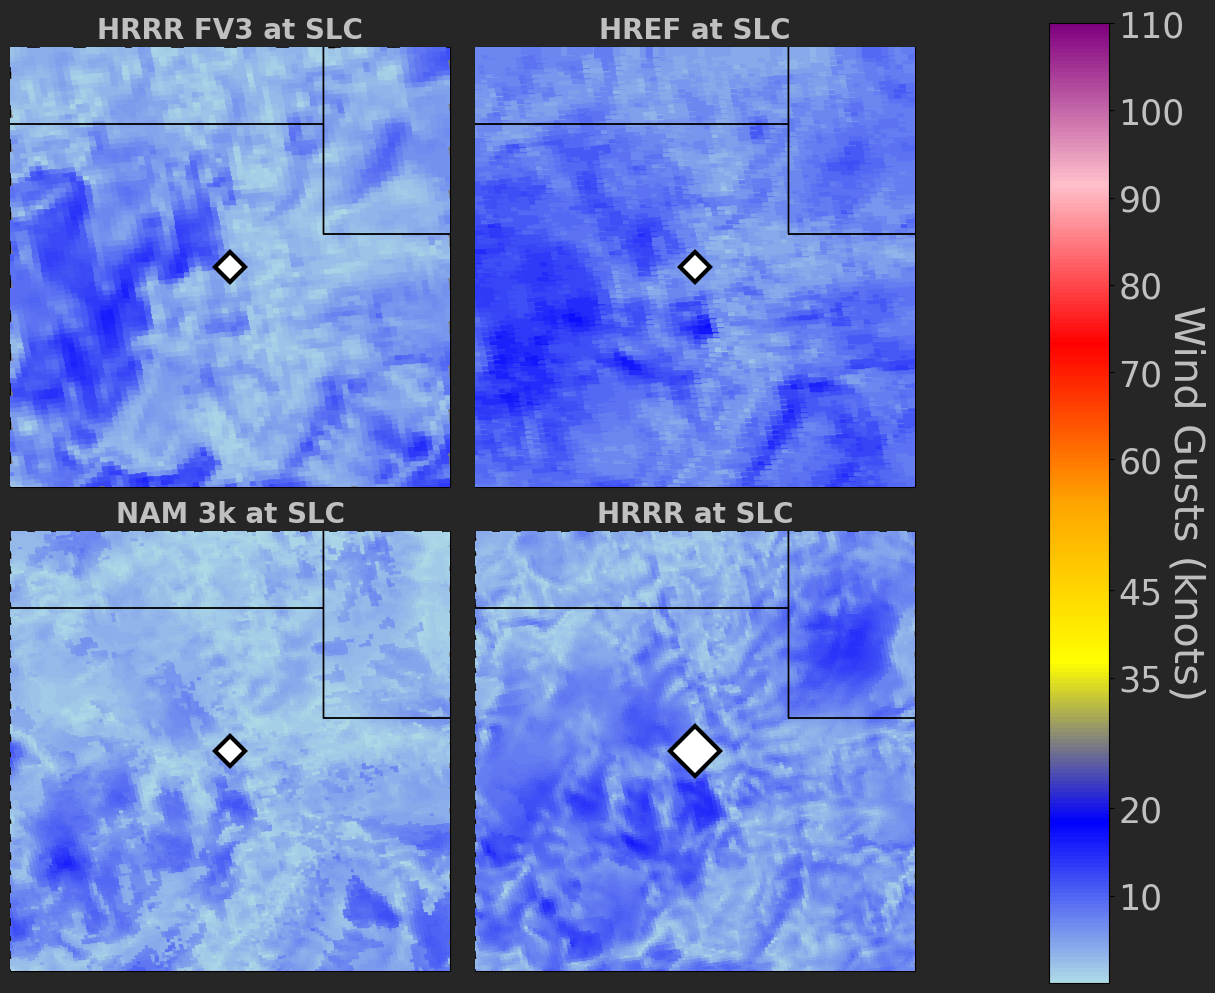 HRRR FV3 at SLC
HREF at SLC
NAM 3k at SLC
HRRR at SLC
110
100
90
80
70
60
45
35
20
10
Wind Gusts (knots)